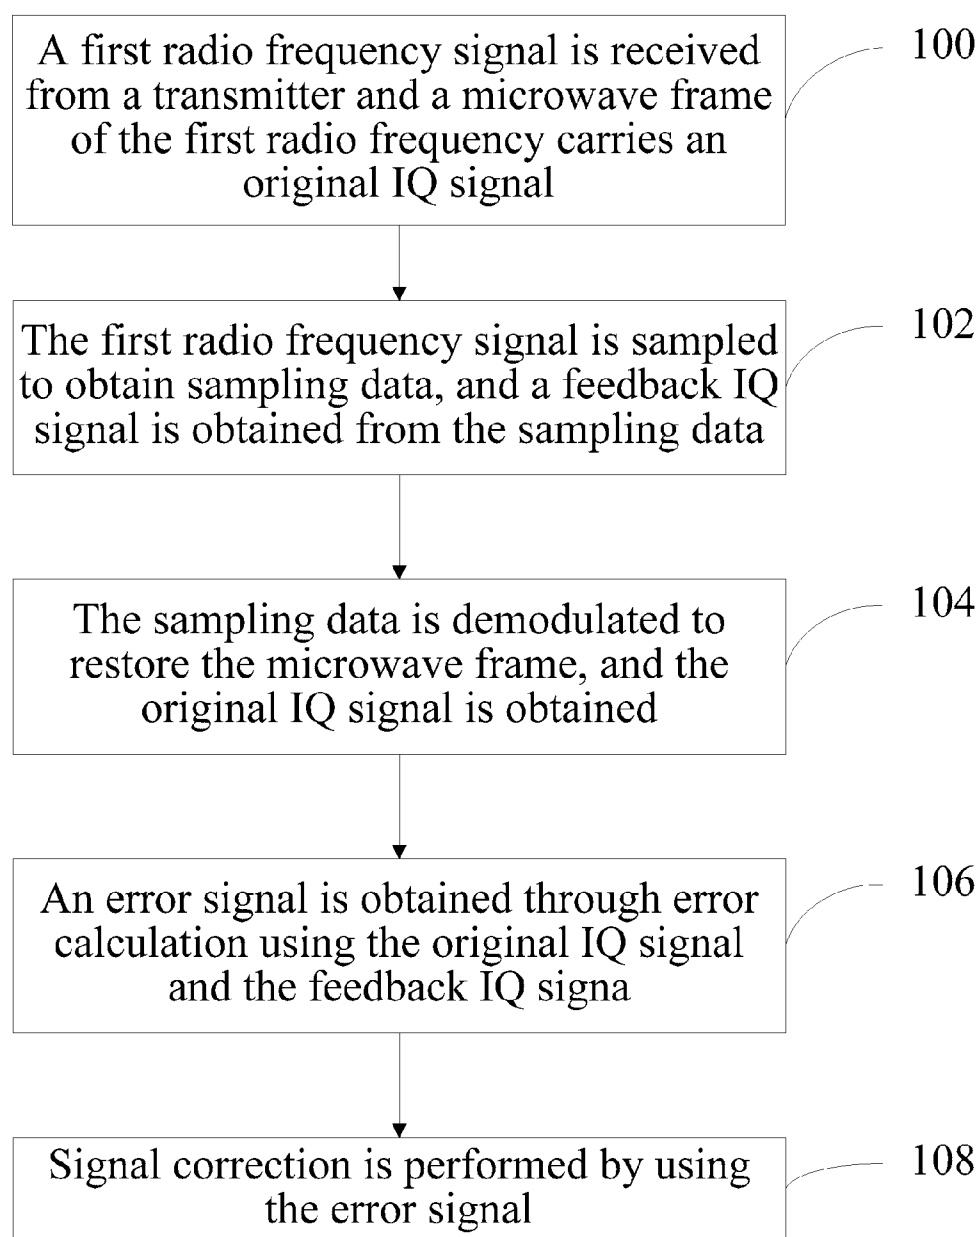 A first radio frequency signal is received
from a transmitter and a microwave frame
of the first radio frequency carries an
original IQ signal
100
The first radio frequency signal is sampled
to obtain sampling data, and a feedback IQ
signal is obtained from the sampling data
102
The sampling data is demodulated to
restore the microwave frame, and the
original IQ signal is obtained
104
An error signal is obtained through error
calculation using the original IQ signal
and the feedback IQ signa
106
Signal correction is performed by using
the error signal
108